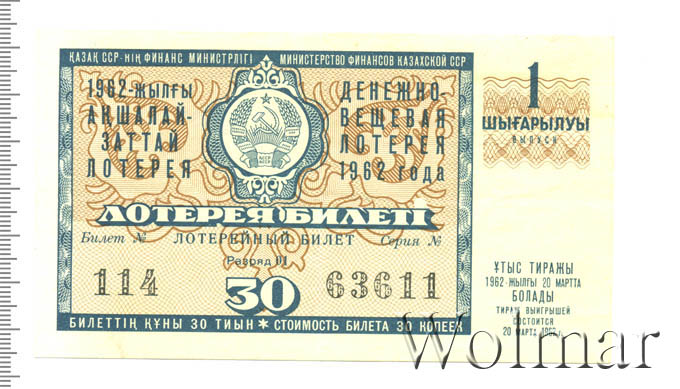 ҚАЗАҚ ССР-НІҢ ФИНАНС МИНИСТРЛІГІ ★ МИНИСТЕРСТВО ФИНАНСОВ КАЗАХСКОЙ ССР
1962-ЖЫЛҒЫ
АҚШАЛАЙ-
ЗАТТАЙ
ЛОТЕРЕЯ
ДЕНЕЖНО-
ВЕЩЕВАЯ
ЛОТЕРЕЯ
1962 года
1
ШЫҒАРЫЛУЫ
ВЫПУСК
ЛОТЕРЕЯ БИЛЕТІ
Билет № ЛОТЕРЕЙНЫЙ БИЛЕТ Серия №
Разряд III
114 30 63611
БИЛЕТТІҢ ҚҰНЫ 30 ТИЫН ★ СТОИМОСТЬ БИЛЕТА 30 КОПЕЕК
ҰТЫС ТИРАЖЫ
1962-ЖЫЛҒЫ 20 МАРТТА
БОЛАДЫ
ТИРАЖ ВЫИГРЫШЕЙ
СОСТОИТСЯ
20 МАРТА 1962 г.
Wolmar